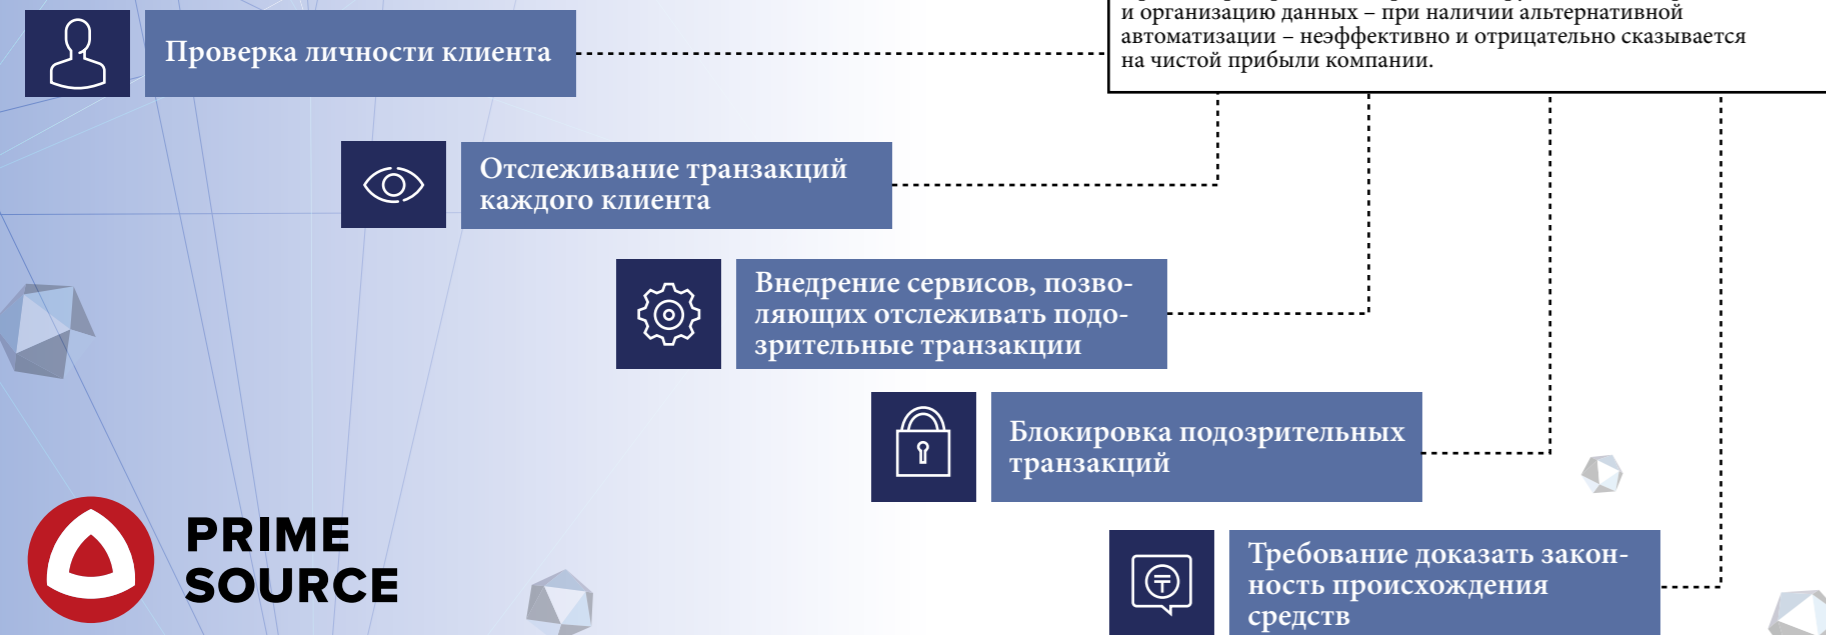 и организацию данных – при наличии альтернативной
автоматизации – неэффективно и отрицательно сказывается
на чистой прибыли компании.
Проверка личности клиента
Отслеживание транзакций
каждого клиента
Внедрение сервисов, позво-
ляющих отслеживать подо-
зрительные транзакции
Блокировка подозрительных
транзакций
Требование доказать закон-
ность происхождения
средств
PRIME
SOURCE